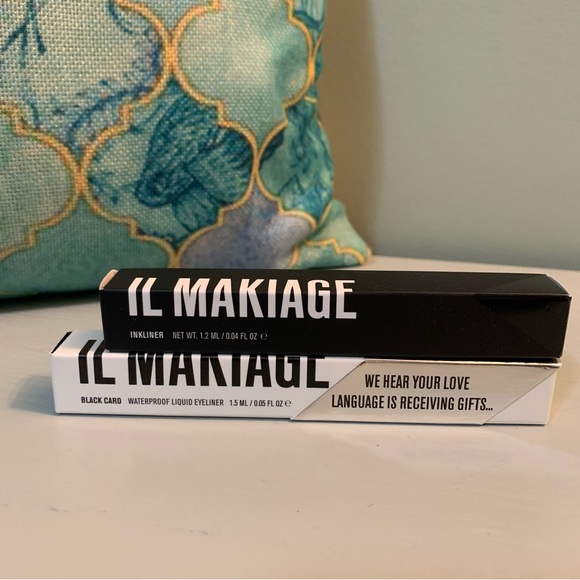 IL MAKIAGE
INKLINER NET WT. 1.2 ML / 0.04 FL OZ ℮
IL MAKIAGE
BLACK CARD WATERPROOF LIQUID EYELINER 1.5 ML / 0.05 FL OZ ℮
WE HEAR YOUR LOVE
LANGUAGE IS RECEIVING GIFTS...